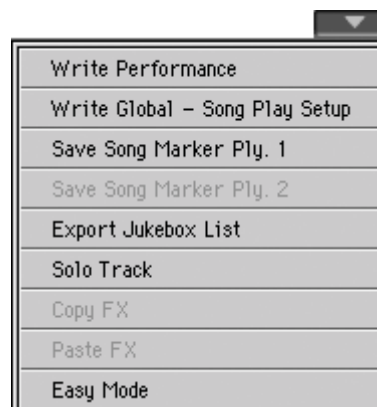 Write Performance
Write Global – Song Play Setup
Save Song Marker Ply. 1
Save Song Marker Ply. 2
Export Jukebox List
Solo Track
Copy FX
Paste FX
Easy Mode